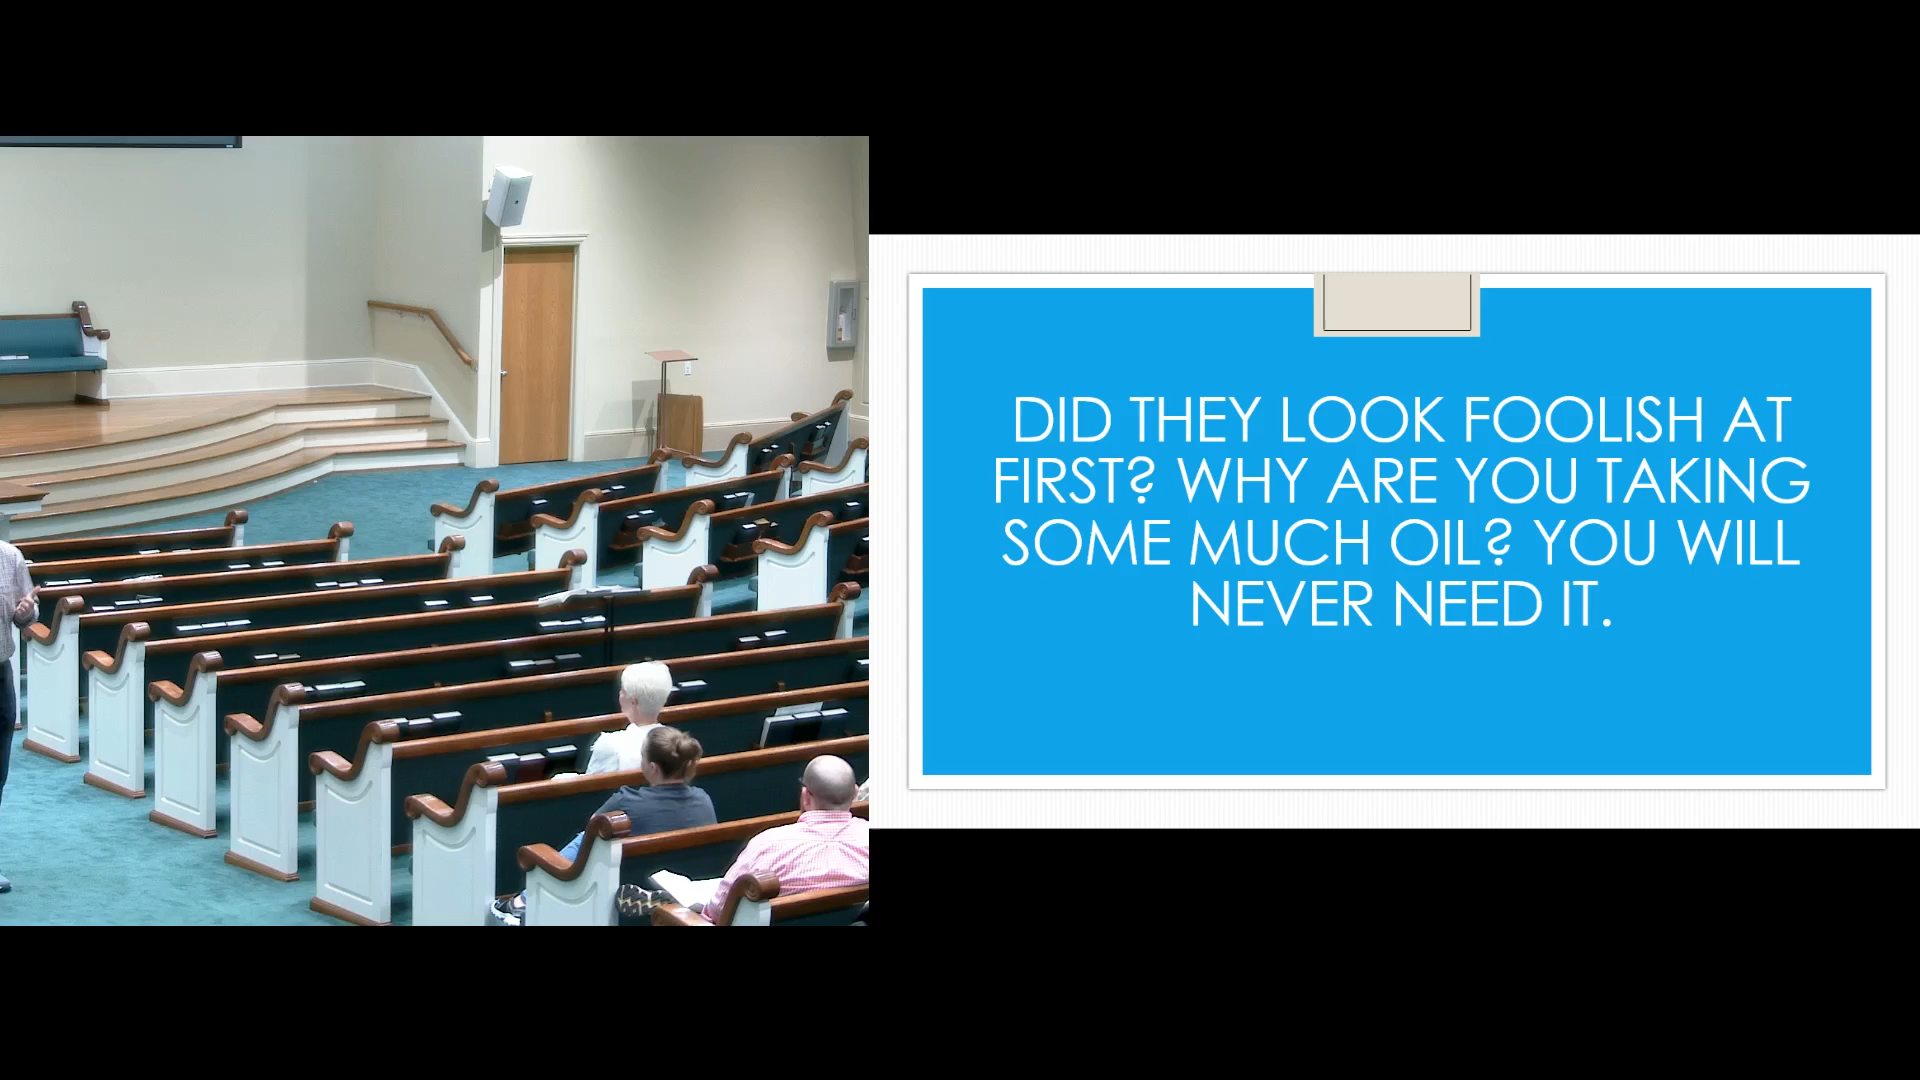 DID THEY LOOK FOOLISH AT
FIRST? WHY ARE YOU TAKING
SOME MUCH OIL? YOU WILL
NEVER NEED IT.